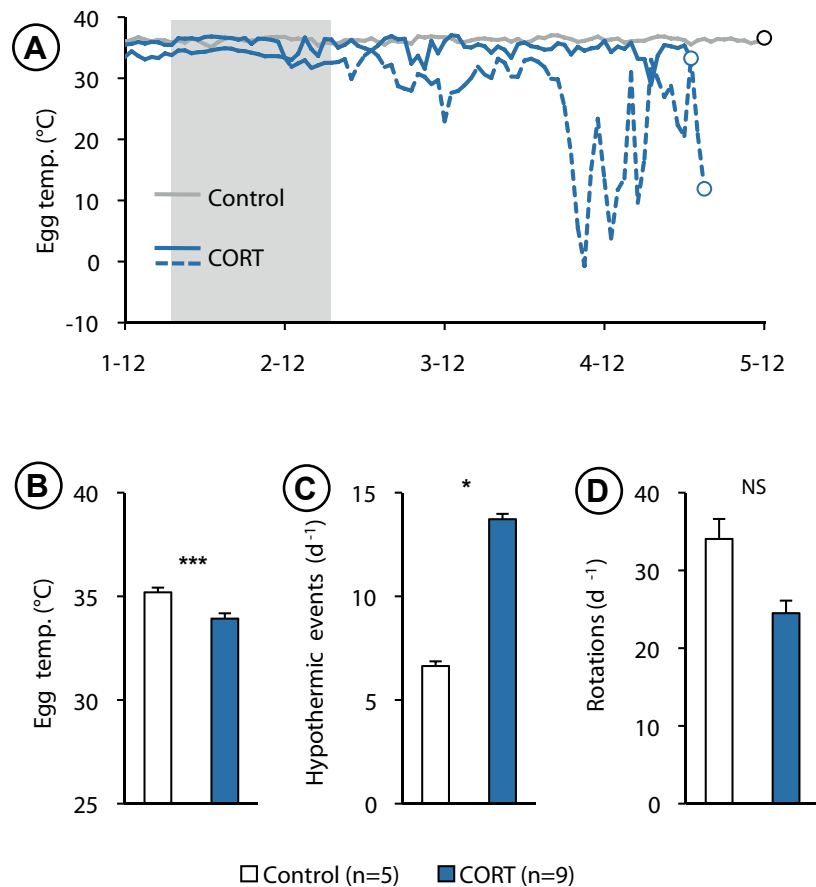 A
Egg temp. (°C)
40
30
20
10
0
-10
Control
CORT
1-12 2-12 3-12 4-12 5-12
B
Egg temp. (°C)
40
35
30
25
***
C
Hypothermic events (d⁻¹)
15
10
5
0
*
D
Rotations (d ⁻¹)
40
30
20
10
0
NS
Control (n=5) CORT (n=9)